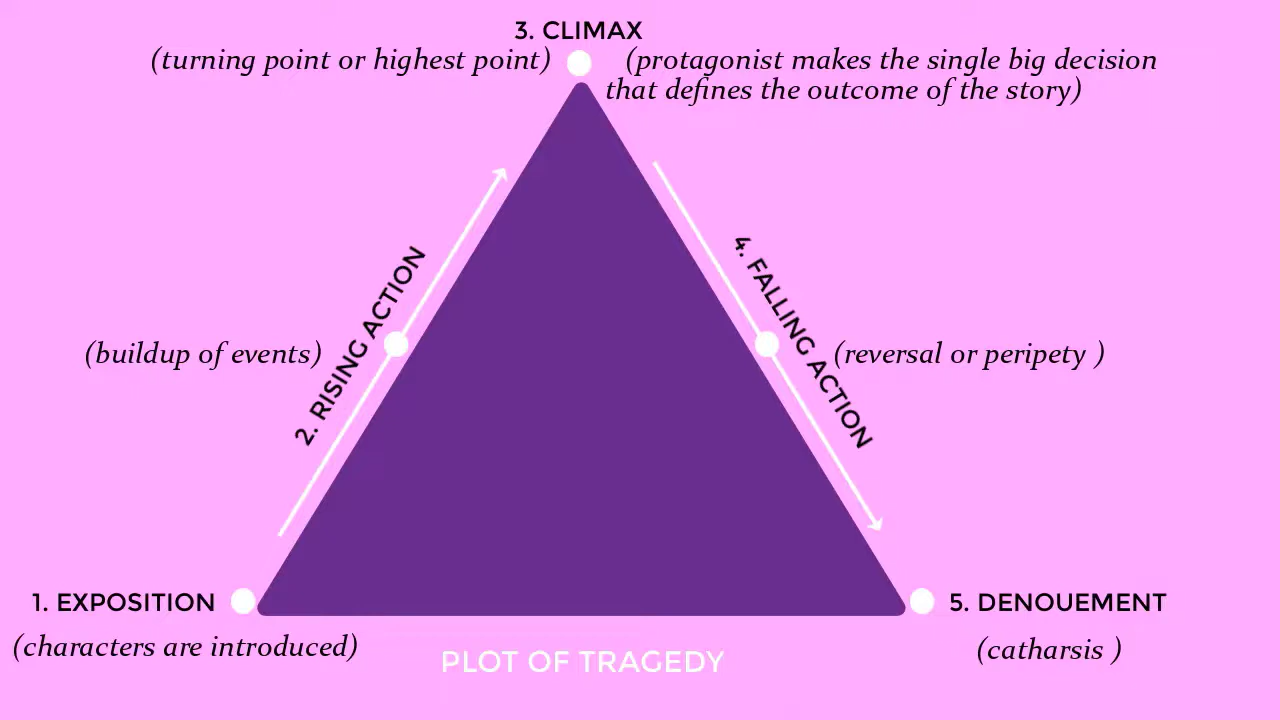 3. CLIMAX
(turning point or highest point)
(protagonist makes the single big decision
that defines the outcome of the story)
2. RISING ACTION
4. FALLING ACTION
(buildup of events)
(reversal or peripety )
1. EXPOSITION
5. DENOUEMENT
(characters are introduced)
(catharsis )
PLOT OF TRAGEDY